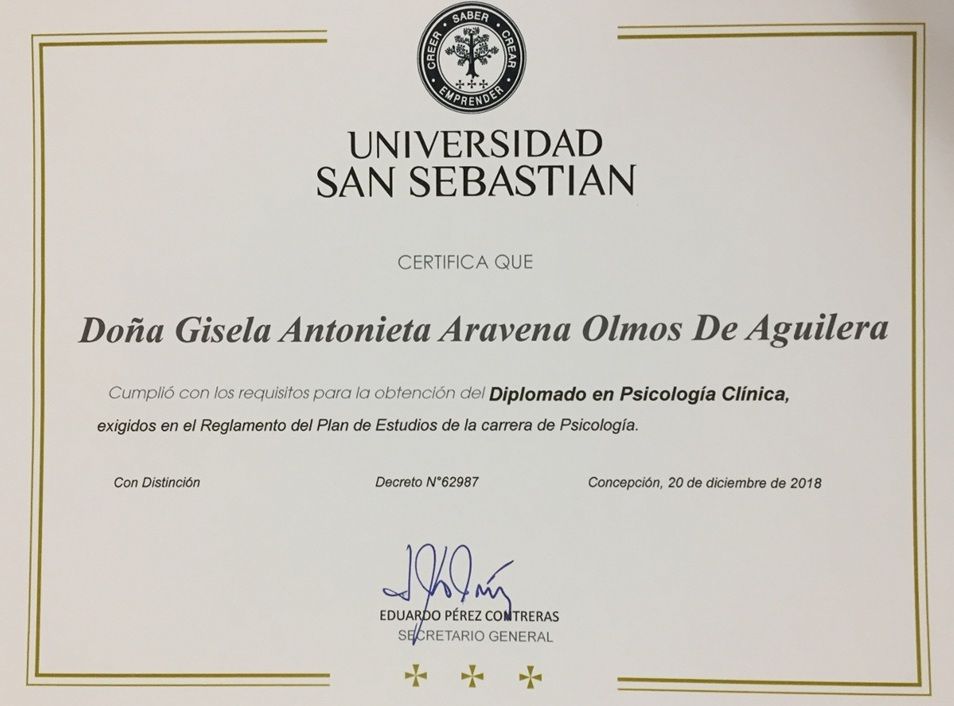 CREER · SABER · CREAR · EMPRENDER
UNIVERSIDAD
SAN SEBASTIAN
CERTIFICA QUE
Doña Gisela Antonieta Aravena Olmos De Aguilera
Cumplió con los requisitos para la obtención del Diplomado en Psicología Clínica,
exigidos en el Reglamento del Plan de Estudios de la carrera de Psicología.
Con Distinción Decreto N°62987 Concepción, 20 de diciembre de 2018
EDUARDO PÉREZ CONTRERAS
SECRETARIO GENERAL